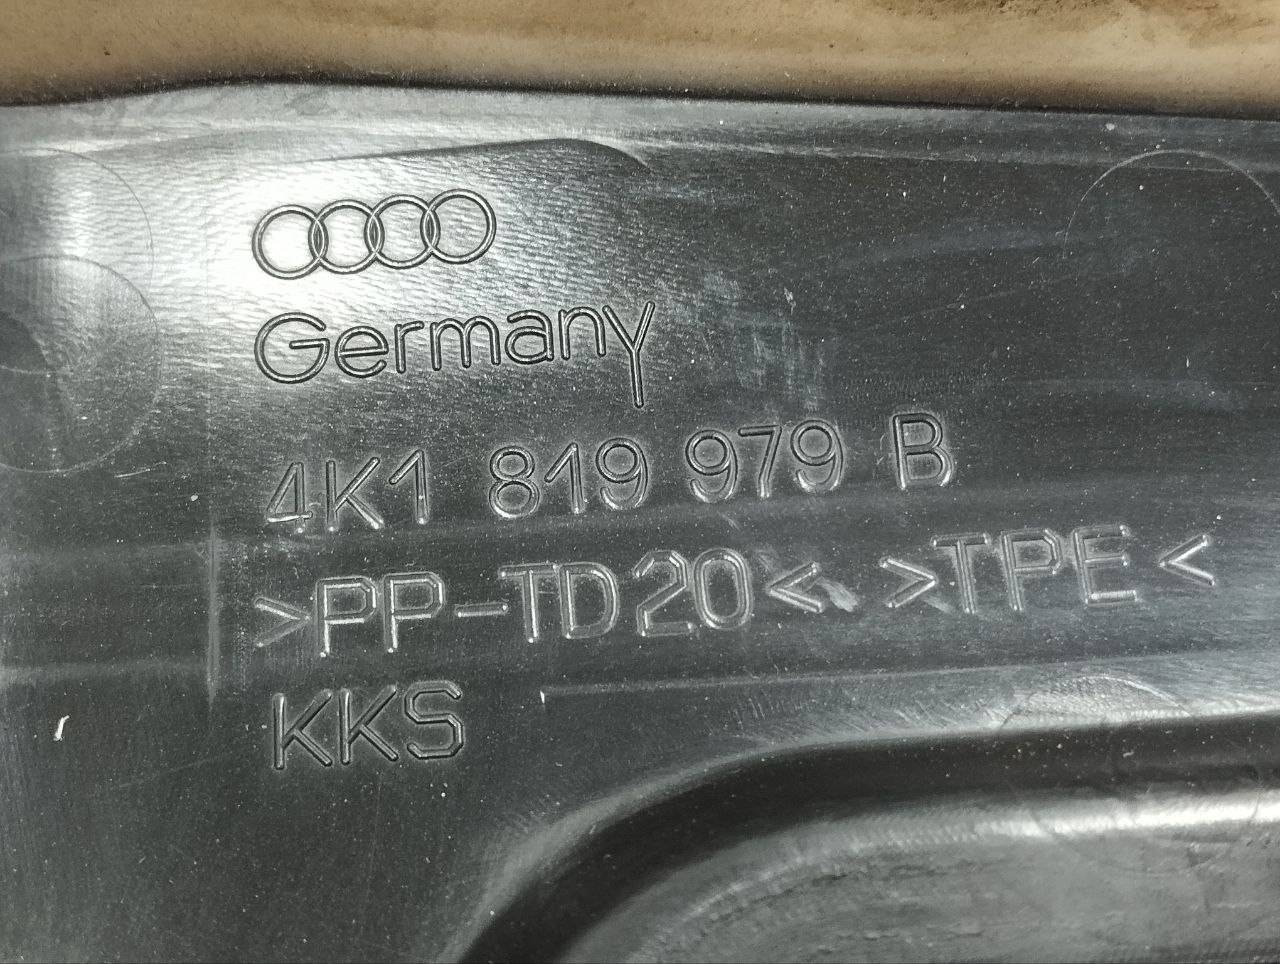 Germany
4K1 819 979 B
>PP-TD20< >TPE<
KKS